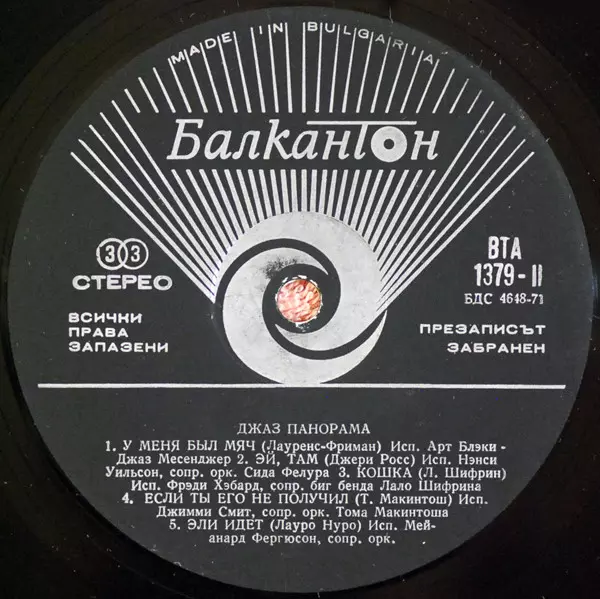 MADE IN BULGARIA
Балкантон
33
СТЕРЕО
ВТА
1379-II
БДС 4648-71
ВСИЧКИ
ПРАВА
ЗАПАЗЕНИ
ПРЕЗАПИСЪТ
ЗАБРАНЕН
ДЖАЗ ПАНОРАМА
1. У МЕНЯ БЫЛ МЯЧ (Лауренс-Фриман) Исп. Арт Блэки -
Джаз Месенджер 2. ЭЙ, ТАМ (Джери Росс) Исп. Нэнси
Уильсон, сопр. орк. Сида Фелура 3. КОШКА (Л. Шифрин)
Исп. Фрэди Хэбард, сопр. биг бенда Лало Шифрина
4. ЕСЛИ ТЫ ЕГО НЕ ПОЛУЧИЛ (Т. Макинтош) Исп.
Джимми Смит, сопр. орк. Тома Макинтоша
5. ЭЛИ ИДЕТ (Лауро Нуро) Исп. Мей-
анард Фергюсон, сопр. орк.